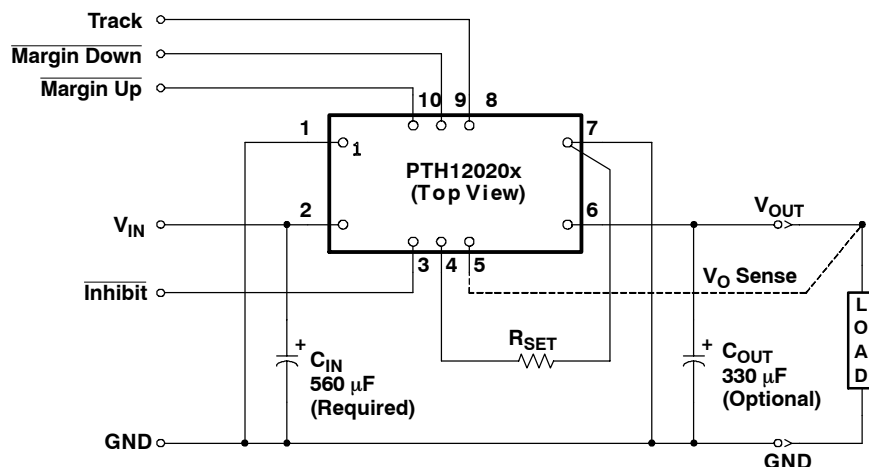 Track
Margin Down
Margin Up
10 9 8
1
7
1
PTH12020x
(Top View)
VIN
2
6
VOUT
3 4 5
VO Sense
Inhibit
LOAD
RSET
+
CIN
560 μF
(Required)
+
COUT
330 μF
(Optional)
GND
GND